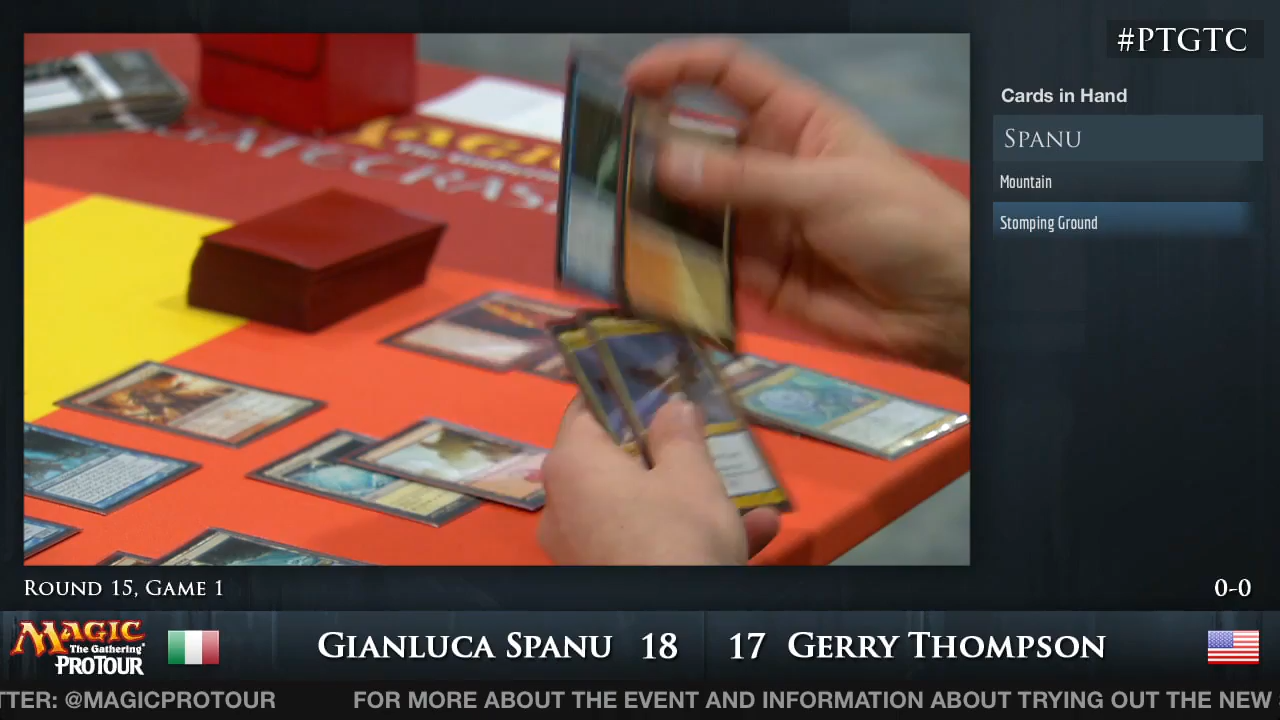 #PTGTC
Cards in Hand
Spanu
Mountain
Stomping Ground
MAGIC
GATECRASH
Round 15, Game 1
0-0
MAGIC
The Gathering
PROTOUR
Gianluca Spanu 18
17 Gerry Thompson
TTER: @MAGICPROTOUR
FOR MORE ABOUT THE EVENT AND INFORMATION ABOUT TRYING OUT THE NEW